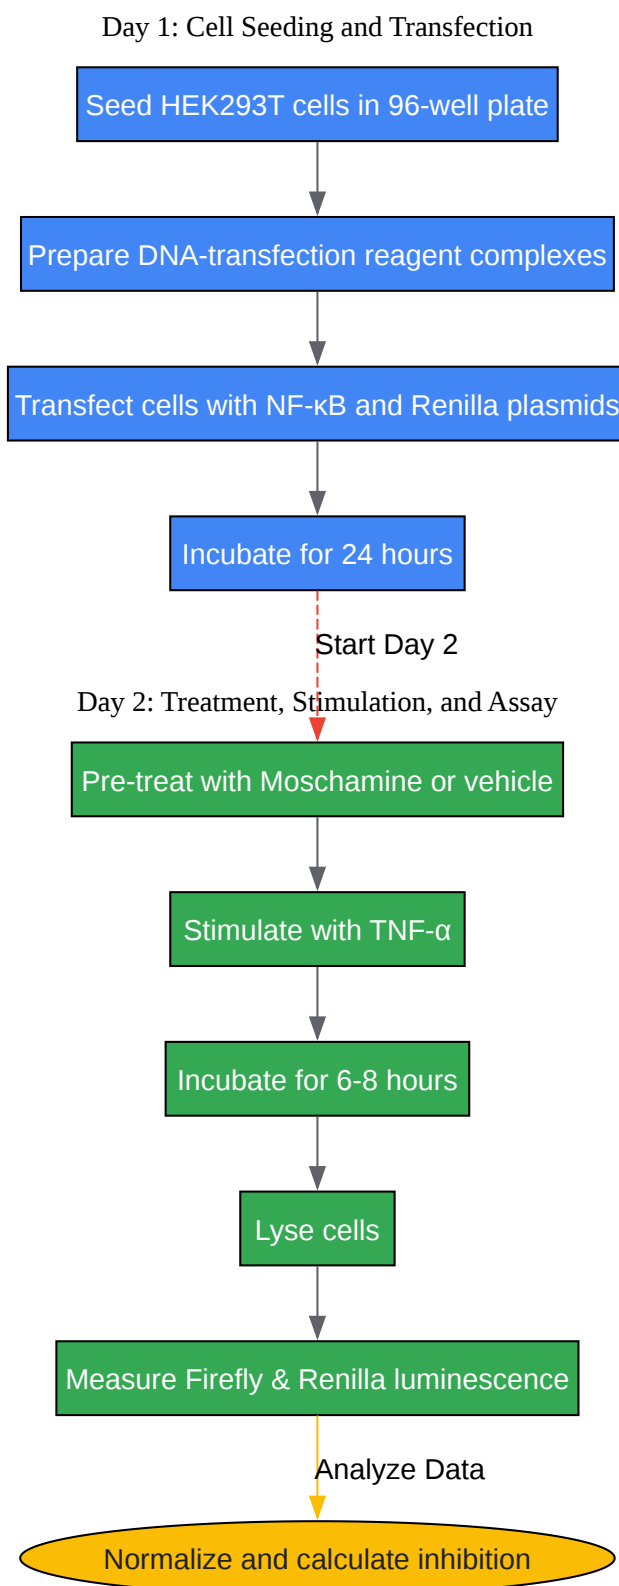 Day 1: Cell Seeding and Transfection
Seed HEK293T cells in 96-well plate
Prepare DNA-transfection reagent complexes
Transfect cells with NF-κB and Renilla plasmids
Incubate for 24 hours
Start Day 2
Day 2: Treatment, Stimulation, and Assay
Pre-treat with Moschamine or vehicle
Stimulate with TNF-α
Incubate for 6-8 hours
Lyse cells
Measure Firefly & Renilla luminescence
Analyze Data
Normalize and calculate inhibition